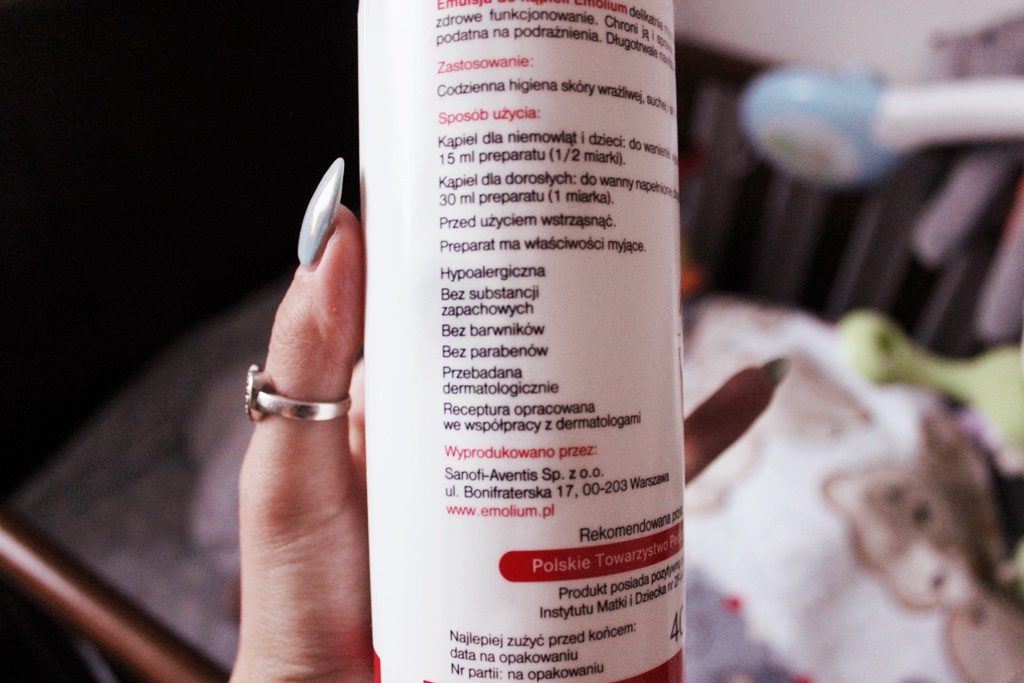 Emulsja do kąpieli Emolium delikatnie
zdrowe funkcjonowanie. Chroni ją i
podatna na podrażnienia. Długotrwale
Zastosowanie:
Codzienna higiena skóry wrażliwej, suchej
Sposób użycia:
Kąpiel dla niemowląt i dzieci: do wanienki
15 ml preparatu (1/2 miarki).
Kąpiel dla dorosłych: do wanny napełnionej
30 ml preparatu (1 miarka).
Przed użyciem wstrząsnąć.
Preparat ma właściwości myjące.
Hypoalergiczna
Bez substancji
zapachowych
Bez barwników
Bez parabenów
Przebadana
dermatologicznie
Receptura opracowana
we współpracy z dermatologami
Wyprodukowano przez:
Sanofi-Aventis Sp. z o.o.
ul. Bonifraterska 17, 00-203 Warszawa
www.emolium.pl
Rekomendowana
Polskie Towarzystwo
Produkt posiada
Instytutu Matki i Dziecka nr
Najlepiej zużyć przed końcem:
data na opakowaniu
Nr partii: na opakowaniu